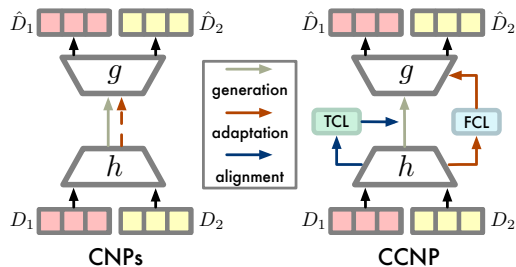 D̂₁ D̂₂ D̂₁ D̂₂
g g
generation
adaptation
alignment
TCL FCL
h h
D₁ D₂ D₁ D₂
CNPs CCNP